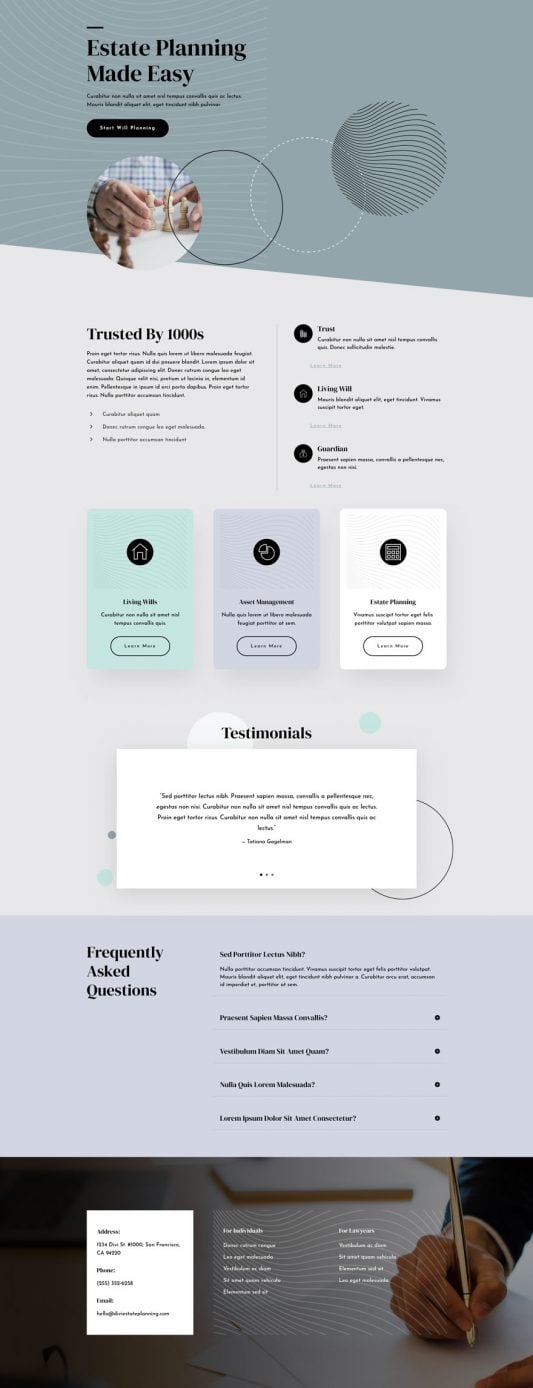 Estate Planning
Made Easy
Curabitur non nulla sit amet nisl tempus convallis quis ac lectus.
Mauris blandit aliquet elit, eget tincidunt nibh pulvinar
Start Will Planning
Trusted By 1000s
Proin eget tortor risus. Nulla quis lorem ut libero malesuada feugiat.
Curabitur aliquet quam id dui posuere blandit. Lorem ipsum dolor sit
amet, consectetur adipiscing elit. Donec rutrum congue leo eget
malesuada. Quisque velit nisi, pretium ut lacinia in, elementum id
enim. Pellentesque in ipsum id orci porta dapibus. Proin eget tortor
risus. Nulla porttitor accumsan tincidunt.
Curabitur aliquet quam
Donec rutrum congue leo eget malesuada.
Nulla porttitor accumsan tincidunt
Trust
Curabitur non nulla sit amet nisl tempus convallis
quis. Donec sollicitudin molestie.
Learn More
Living Will
Mauris blandit aliquet elit, eget tincidunt. Vivamus
suscipit tortor eget.
Learn More
Guardian
Praesent sapien massa, convallis a pellentesque nec,
egestas non nisi.
Learn More
Living Wills
Curabitur non nulla sit amet nisl
tempus convallis quis.
Learn More
Asset Management
Nulla quis lorem ut libero malesuada
feugiat porttitor at sem.
Learn More
Estate Planning
Vivamus suscipit tortor eget felis
porttitor volutpat sapien massa.
Learn More
Testimonials
"Sed porttitor lectus nibh. Praesent sapien massa, convallis a pellentesque nec,
egestas non nisi. Curabitur non nulla sit amet nisl tempus convallis quis ac lectus.
Proin eget tortor risus. Curabitur non nulla sit amet nisl tempus convallis quis ac
lectus."
– Tatiana Gagelman
Frequently
Asked
Questions
Sed Porttitor Lectus Nibh?
Nulla porttitor accumsan tincidunt. Vivamus suscipit tortor eget felis porttitor volutpat.
Mauris blandit aliquet elit, eget tincidunt nibh pulvinar a. Curabitur arcu erat, accumsan
id imperdiet et, porttitor at sem.
Praesent Sapien Massa Convallis?
Vestibulum Diam Sit Amet Quam?
Nulla Quis Lorem Malesuada?
Lorem Ipsum Dolor Sit Amet Consectetur?
Address:
1234 Divi St. #1000, San Francisco,
CA 94220
Phone:
(255) 352-6258
Email:
hello@diviestateplanning.com
For Individuals
Donec rutrum congue
Leo eget malesuada
Vestibulum ac diam
Sit amet quam vehicula
Elementum sed sit
For Lawyears
Vestibulum ac diam
Sit amet quam vehicula
Elementum sed sit
Leo eget malesuada